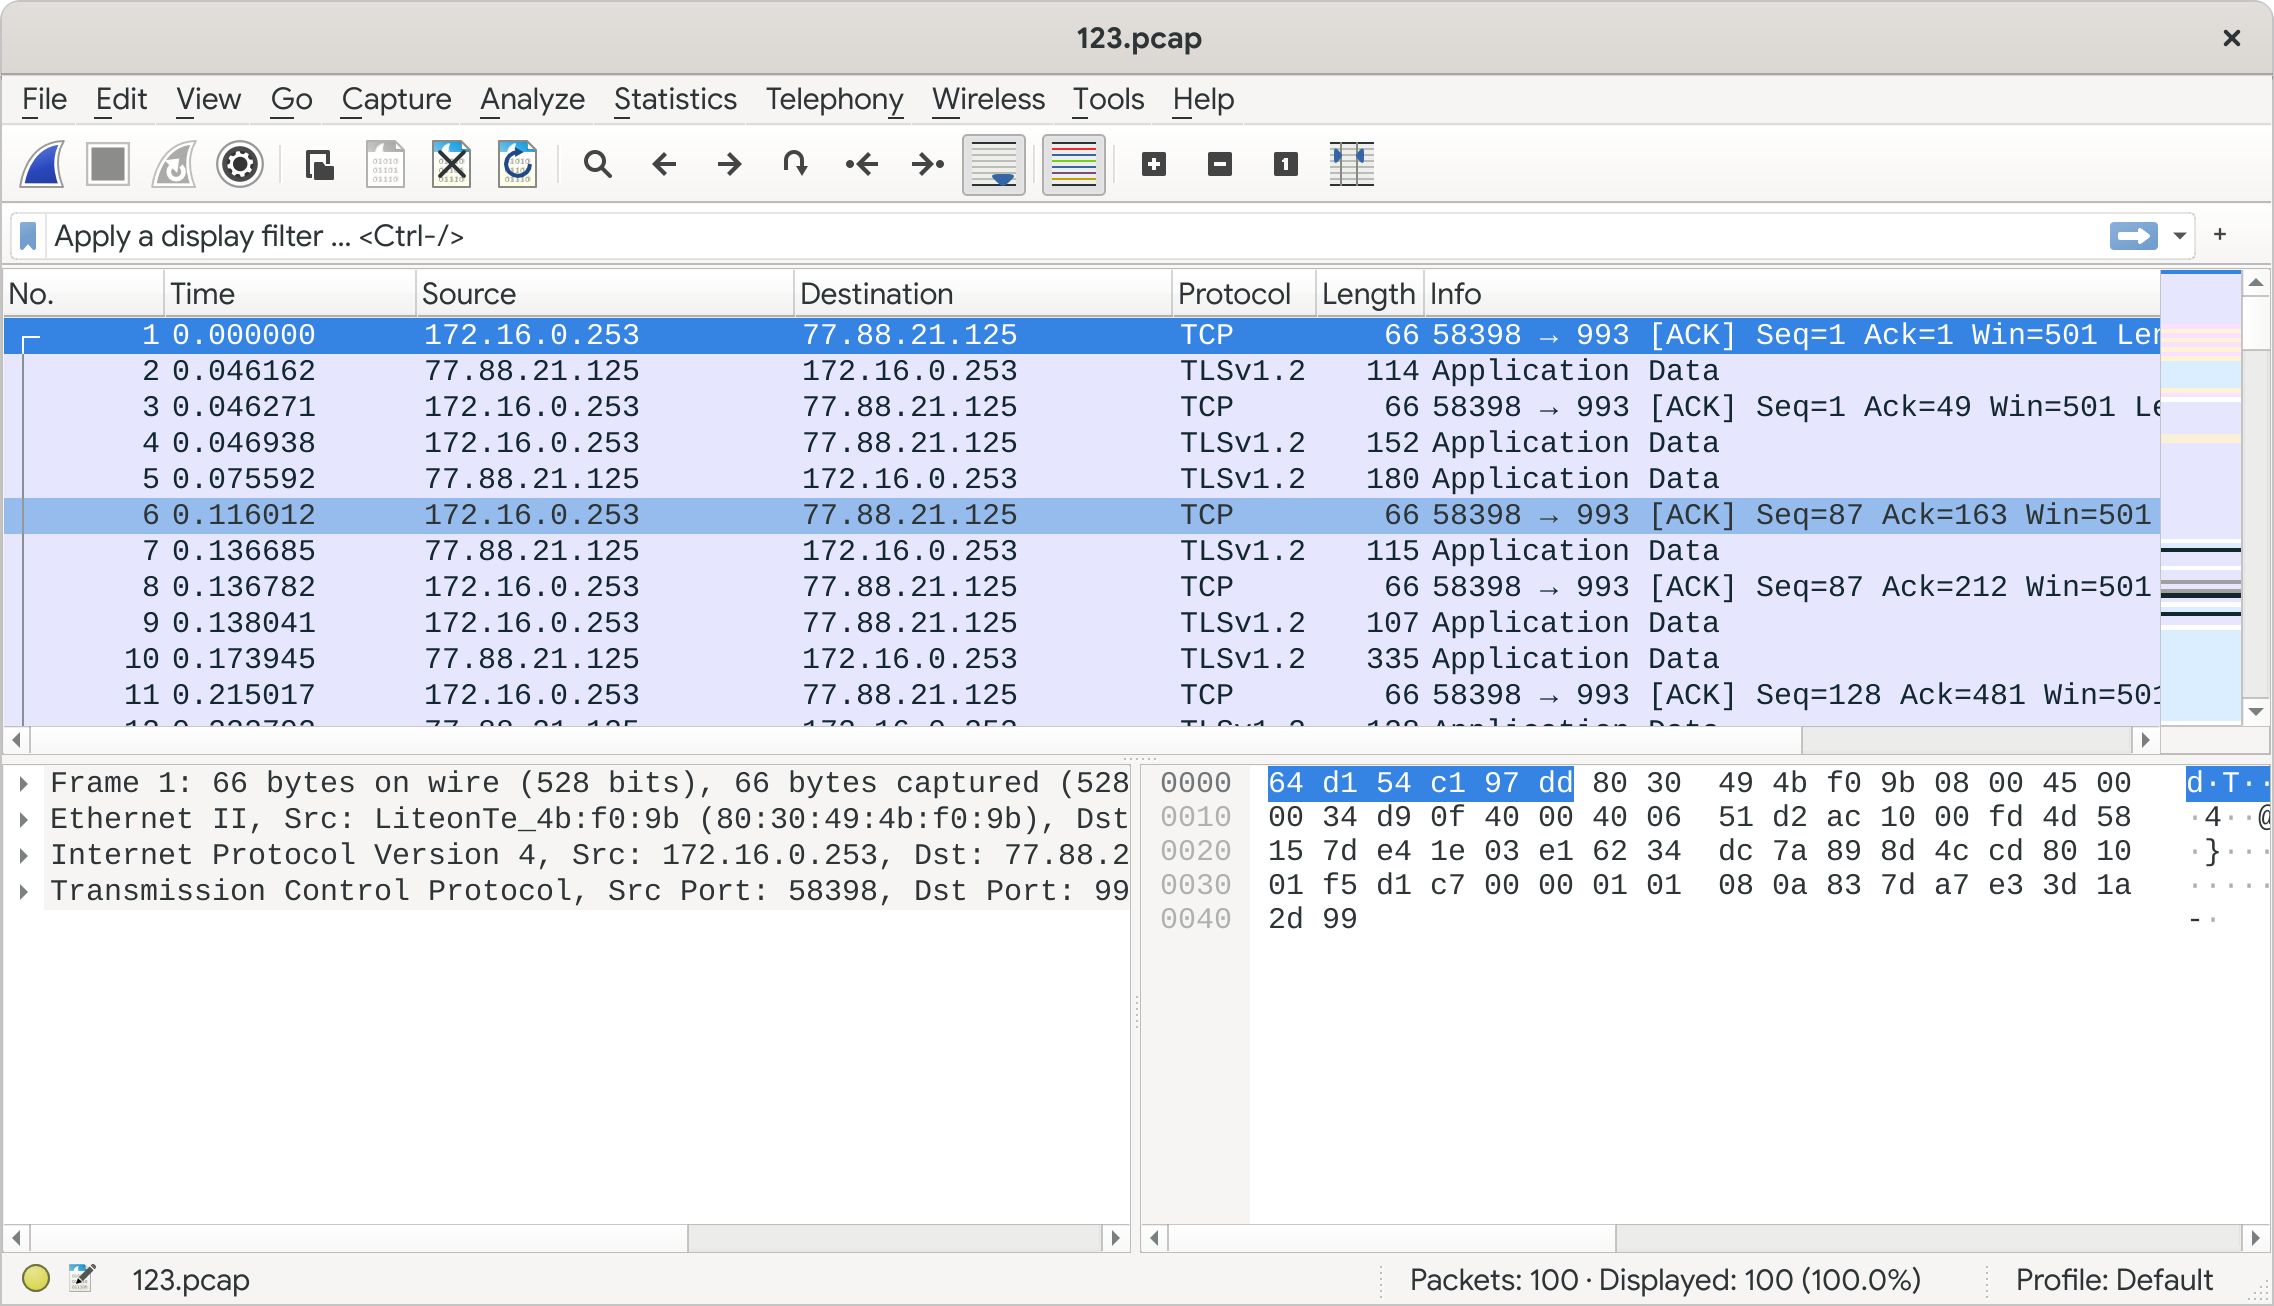 123.pcap
File Edit View Go Capture Analyze Statistics Telephony Wireless Tools Help
Apply a display filter ... <Ctrl-/>
No. Time Source Destination Protocol Length Info
1 0.000000 172.16.0.253 77.88.21.125 TCP 66 58398 → 993 [ACK] Seq=1 Ack=1 Win=501 Len
2 0.046162 77.88.21.125 172.16.0.253 TLSv1.2 114 Application Data
3 0.046271 172.16.0.253 77.88.21.125 TCP 66 58398 → 993 [ACK] Seq=1 Ack=49 Win=501 Le
4 0.046938 172.16.0.253 77.88.21.125 TLSv1.2 152 Application Data
5 0.075592 77.88.21.125 172.16.0.253 TLSv1.2 180 Application Data
6 0.116012 172.16.0.253 77.88.21.125 TCP 66 58398 → 993 [ACK] Seq=87 Ack=163 Win=501
7 0.136685 77.88.21.125 172.16.0.253 TLSv1.2 115 Application Data
8 0.136782 172.16.0.253 77.88.21.125 TCP 66 58398 → 993 [ACK] Seq=87 Ack=212 Win=501
9 0.138041 172.16.0.253 77.88.21.125 TLSv1.2 107 Application Data
10 0.173945 77.88.21.125 172.16.0.253 TLSv1.2 335 Application Data
11 0.215017 172.16.0.253 77.88.21.125 TCP 66 58398 → 993 [ACK] Seq=128 Ack=481 Win=501
Frame 1: 66 bytes on wire (528 bits), 66 bytes captured (528
Ethernet II, Src: LiteonTe_4b:f0:9b (80:30:49:4b:f0:9b), Dst
Internet Protocol Version 4, Src: 172.16.0.253, Dst: 77.88.2
Transmission Control Protocol, Src Port: 58398, Dst Port: 99
0000 64 d1 54 c1 97 dd 80 30 49 4b f0 9b 08 00 45 00 d·T··
0010 00 34 d9 0f 40 00 40 06 51 d2 ac 10 00 fd 4d 58 ·4··@
0020 15 7d e4 1e 03 e1 62 34 dc 7a 89 8d 4c cd 80 10 ·}···
0030 01 f5 d1 c7 00 00 01 01 08 0a 83 7d a7 e3 3d 1a ·····
0040 2d 99 -·
123.pcap Packets: 100 · Displayed: 100 (100.0%) Profile: Default